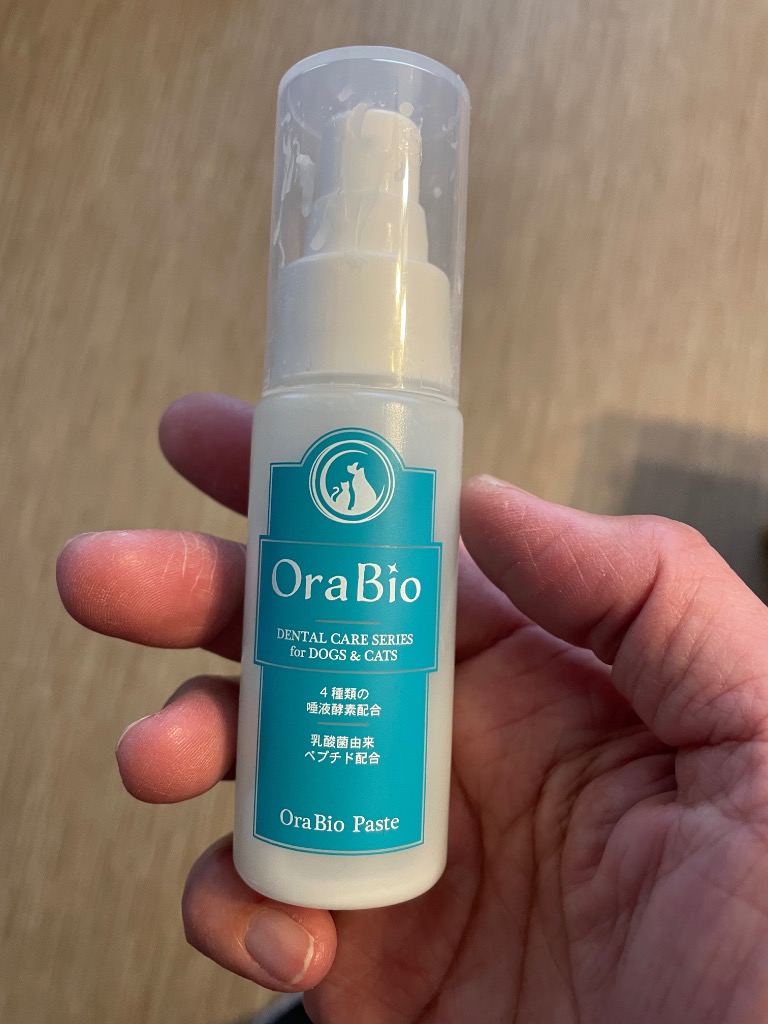 OraBio
DENTAL CARE SERIES
for DOGS & CATS
4種類の
唾液酵素配合
乳酸菌由来
ペプチド配合
OraBio Paste